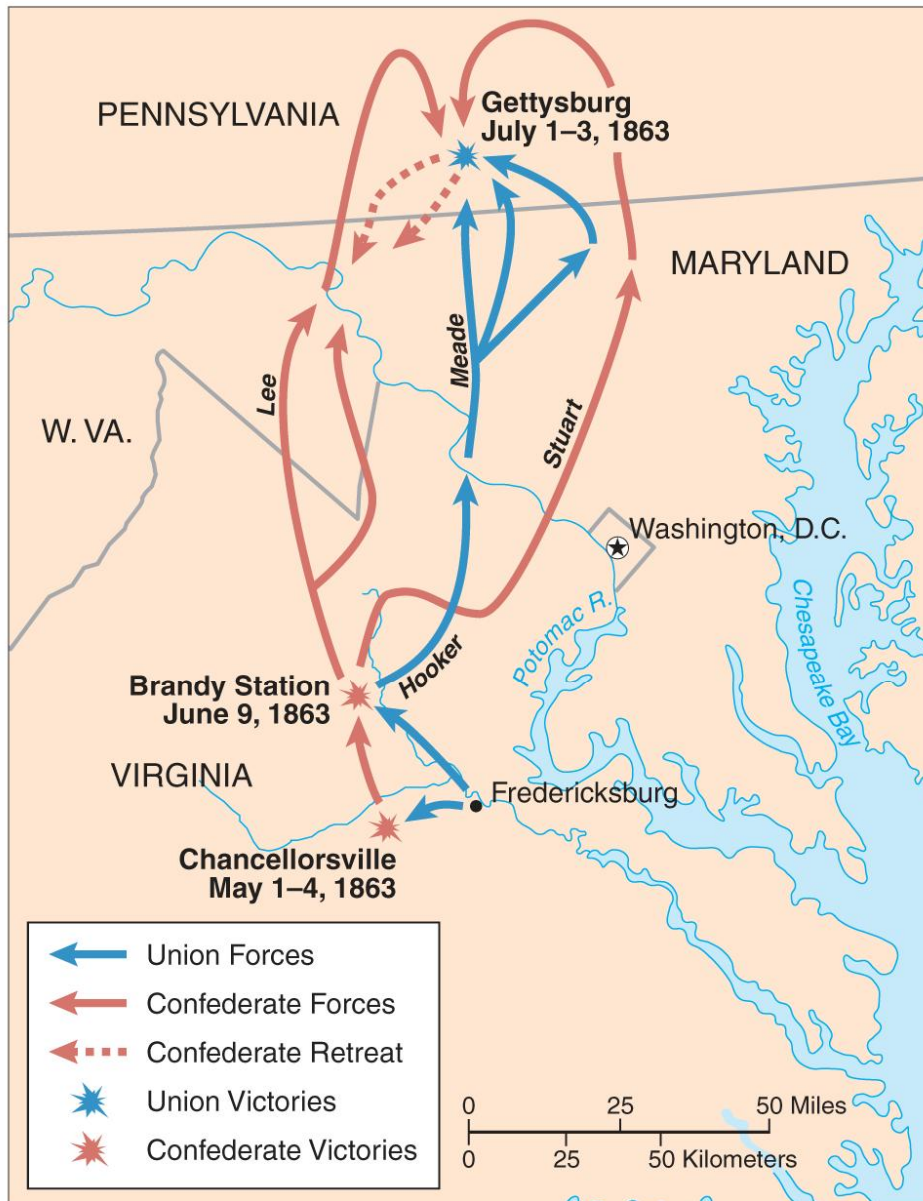 PENNSYLVANIA
Gettysburg
July 1–3, 1863
MARYLAND
Meade
Lee
Stuart
W. VA.
Washington, D.C.
Potomac R.
Chesapeake Bay
Hooker
Brandy Station
June 9, 1863
VIRGINIA
Fredericksburg
Chancellorsville
May 1–4, 1863
Union Forces
Confederate Forces
Confederate Retreat
Union Victories
Confederate Victories
0 25 50 Miles
0 25 50 Kilometers